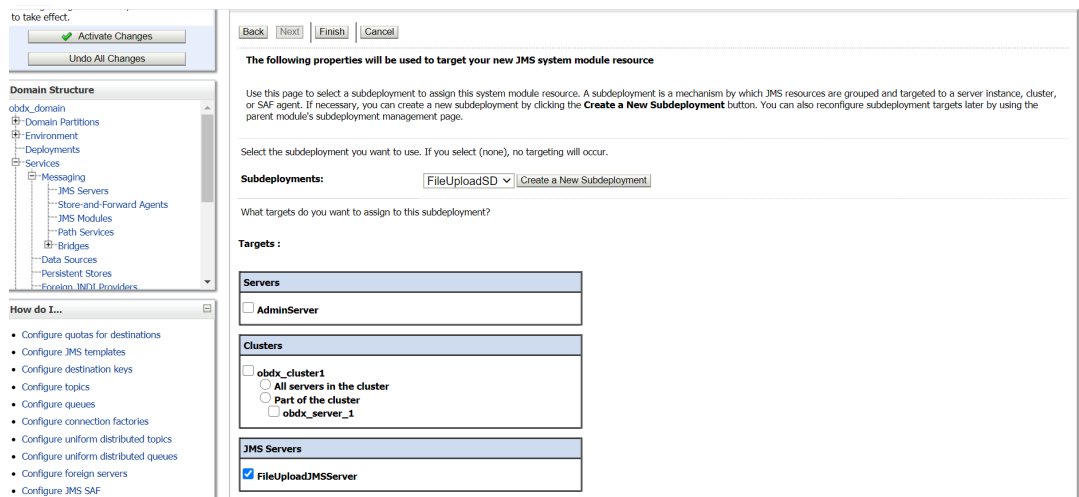 to take effect.
Activate Changes
Undo All Changes
Domain Structure
obdx_domain
Domain Partitions
Environment
Deployments
Services
Messaging
JMS Servers
Store-and-Forward Agents
JMS Modules
Path Services
Bridges
Data Sources
Persistent Stores
Foreign JNDI Providers
How do I...
Configure quotas for destinations
Configure JMS templates
Configure destination keys
Configure topics
Configure queues
Configure connection factories
Configure uniform distributed topics
Configure uniform distributed queues
Configure foreign servers
Configure JMS SAF
Back Next Finish Cancel
The following properties will be used to target your new JMS system module resource
Use this page to select a subdeployment to assign this system module resource. A subdeployment is a mechanism by which JMS resources are grouped and targeted to a server instance, cluster,
or SAF agent. If necessary, you can create a new subdeployment by clicking the Create a New Subdeployment button. You can also reconfigure subdeployment targets later by using the
parent module's subdeployment management page.
Select the subdeployment you want to use. If you select (none), no targeting will occur.
Subdeployments: FileUploadSD Create a New Subdeployment
What targets do you want to assign to this subdeployment?
Targets :
Servers
AdminServer
Clusters
obdx_cluster1
All servers in the cluster
Part of the cluster
obdx_server_1
JMS Servers
FileUploadJMSServer